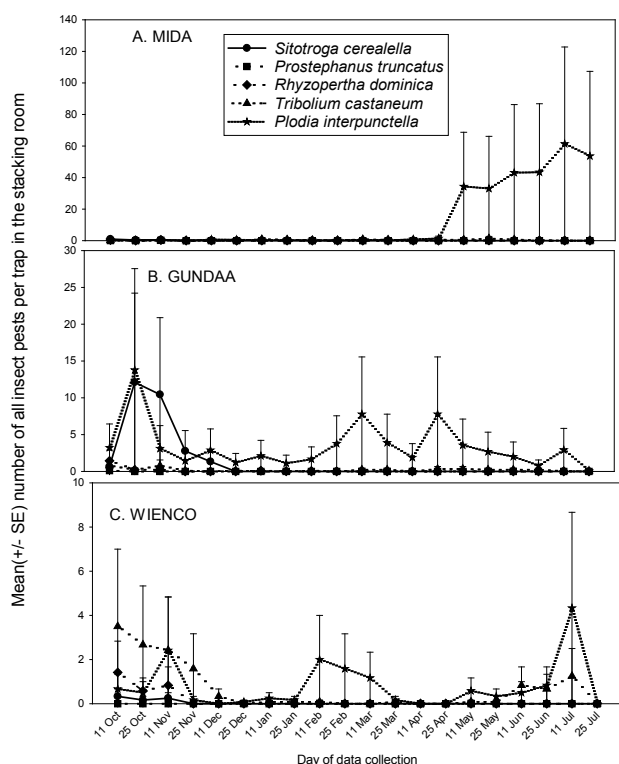 Mean(+/- SE) number of all insect pests per trap in the stacking room
A. MIDA
Sitotroga cerealella
Prostephanus truncatus
Rhyzopertha dominica
Tribolium castaneum
Plodia interpunctella
140
120
100
80
60
40
20
0
B. GUNDAA
30
25
20
15
10
5
0
C. WIENCO
10
8
6
4
2
0
11 Oct
25 Oct
11 Nov
25 Nov
11 Dec
25 Dec
11 Jan
25 Jan
11 Feb
25 Feb
11 Mar
25 Mar
11 Apr
25 Apr
11 May
25 May
11 Jun
25 Jun
11 Jul
25 Jul
Day of data collection